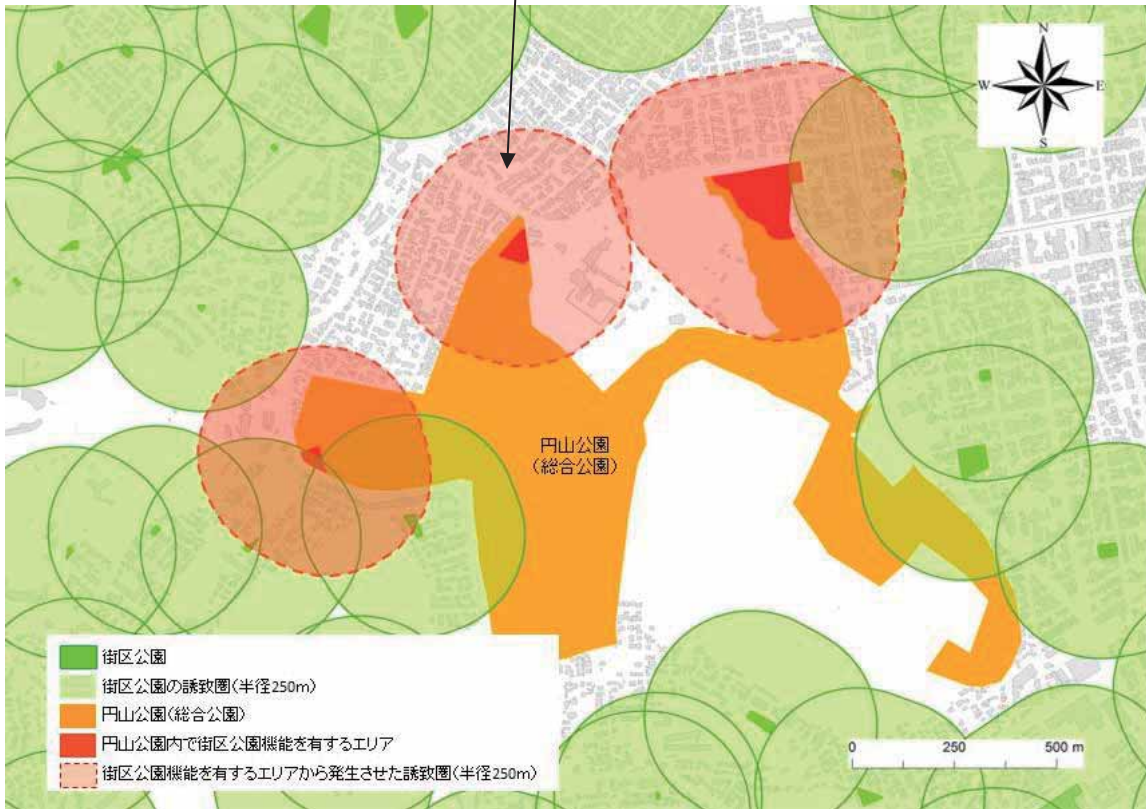 N
W
E
S
円山公園
(総合公園)
街区公園
街区公園の誘致圏(半径250m)
円山公園(総合公園)
円山公園内で街区公園機能を有するエリア
街区公園機能を有するエリアから発生させた誘致圏(半径250m)
0 250 500 m